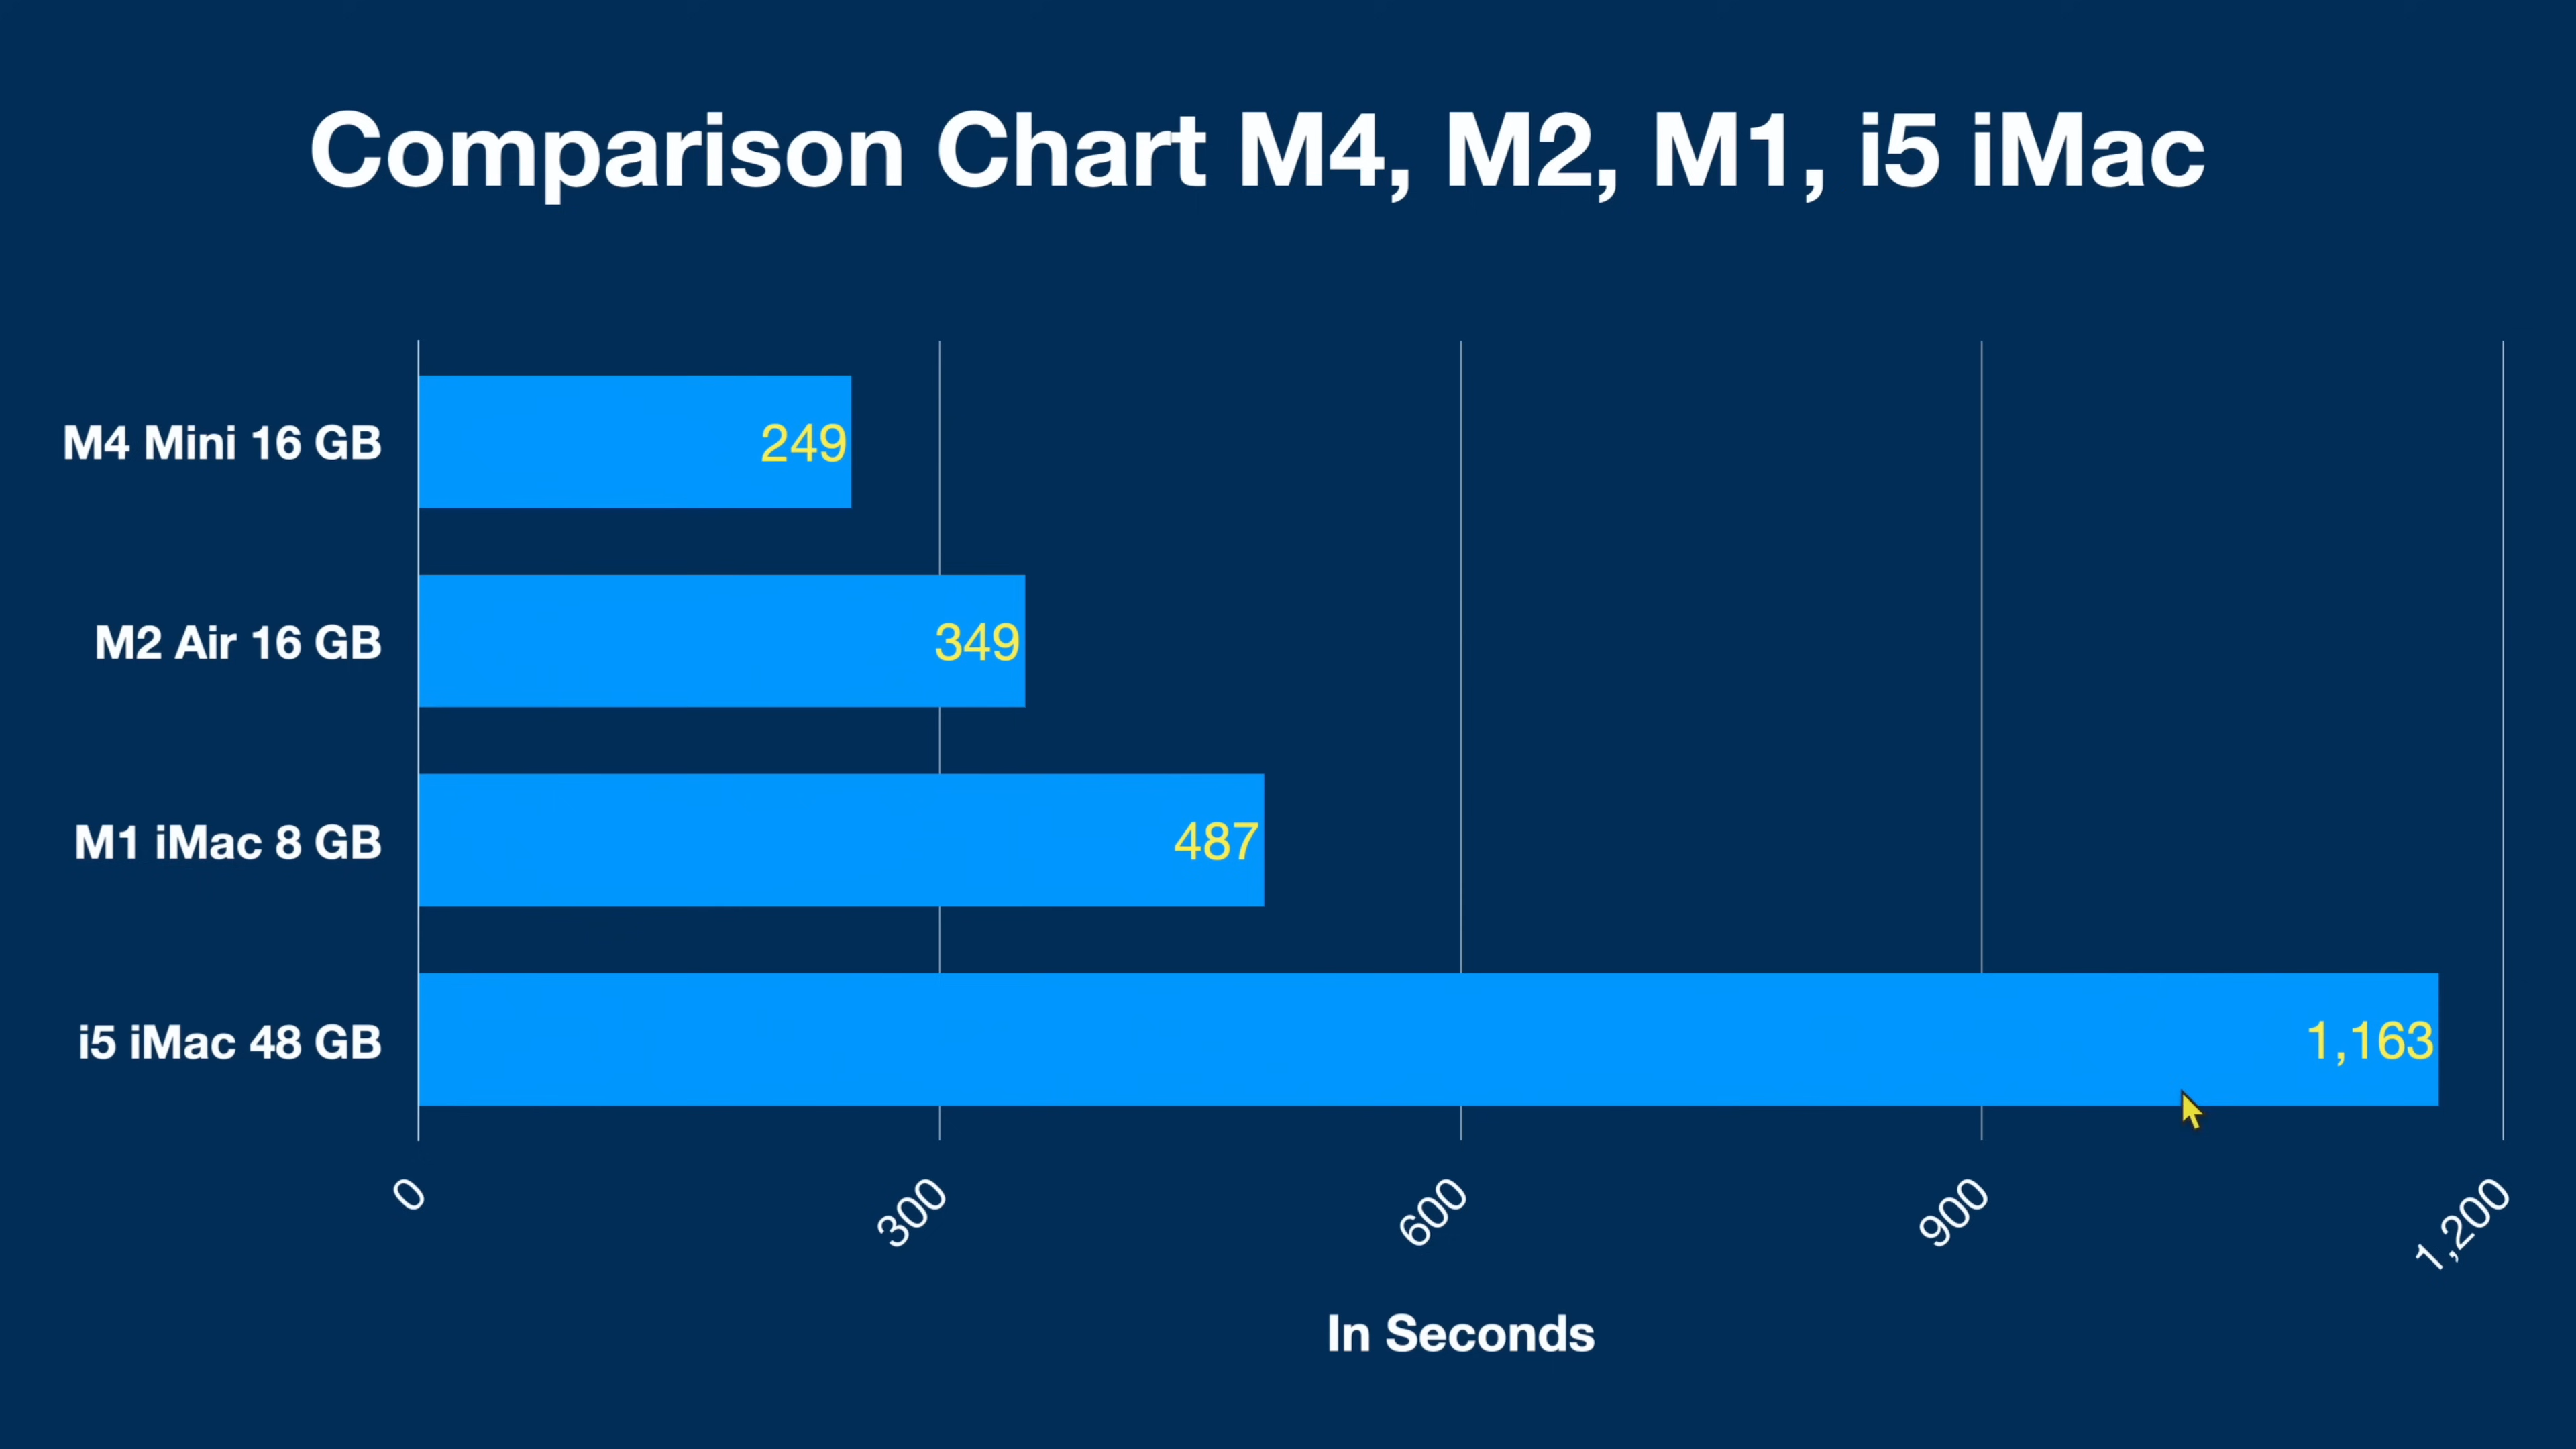 Comparison Chart M4, M2, M1, i5 iMac
M4 Mini 16 GB
249
M2 Air 16 GB
349
M1 iMac 8 GB
487
i5 iMac 48 GB
1,163
0
300
600
900
1,200
In Seconds